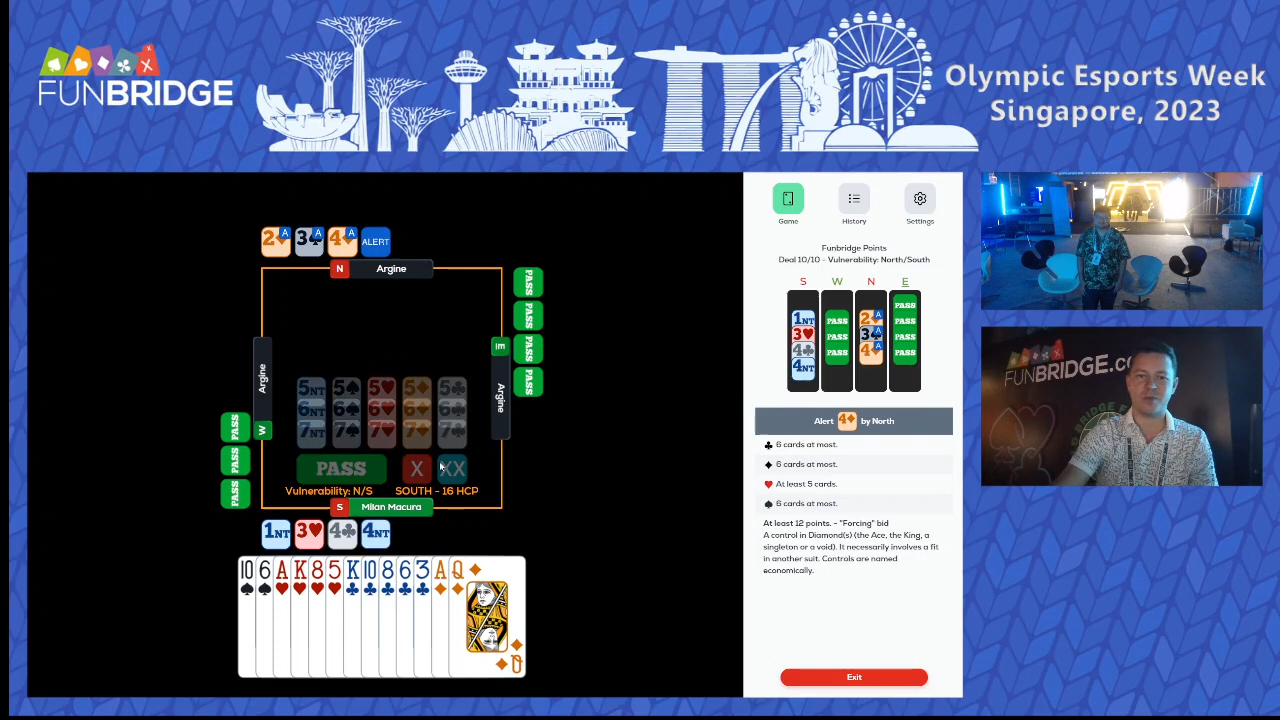 FUNBRIDGE
Olympic Esports Week
Singapore, 2023
2♦ A 3♠ A 4♦ A ALERT
N Argine
PASS
PASS
PASS
PASS
E
Argine
Argine
W
PASS
PASS
PASS
5NT 5♠ 5♥ 5♦ 5♣
6NT 6♠ 6♥ 6♦ 6♣
7NT 7♠ 7♥ 7♦ 7♣
PASS X XX
Vulnerability: N/S SOUTH - 16 HCP
S Milan Macura
1NT 3♥ 4♣ 4NT
10 6 A K 8 5 K 10 8 6 3 A Q
Q
Game History Settings
Funbridge Points
Deal 10/10 - Vulnerability: North/South
S W N E
PASS
1NT PASS 2♦ A PASS
3♥ PASS 3♠ A PASS
4♣ PASS 4♦ A PASS
4NT
Alert 4♦ by North
♣ 6 cards at most.
♦ 6 cards at most.
♥ At least 5 cards.
♠ 6 cards at most.
At least 12 points. - "Forcing" bid
A control in Diamond(s) (the Ace, the King, a
singleton or a void). It necessarily involves a fit
in another suit. Controls are named
economically.
Exit
FUNBRIDGE.co